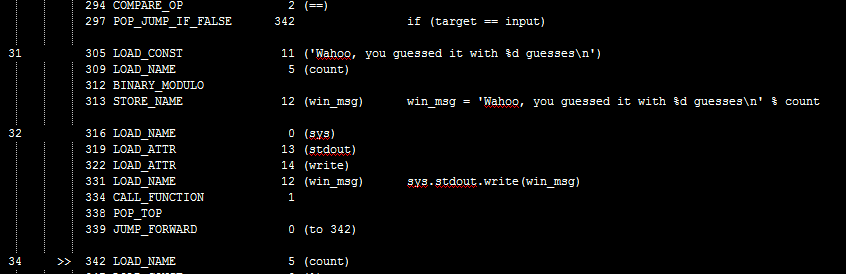 294 COMPARE_OP 2 (==)
297 POP_JUMP_IF_FALSE 342 if (target == input)
31 305 LOAD_CONST 11 ('Wahoo, you guessed it with %d guesses\n')
309 LOAD_NAME 5 (count)
312 BINARY_MODULO
313 STORE_NAME 12 (win_msg) win_msg = 'Wahoo, you guessed it with %d guesses\n' % count
32 316 LOAD_NAME 0 (sys)
319 LOAD_ATTR 13 (stdout)
322 LOAD_ATTR 14 (write)
331 LOAD_NAME 12 (win_msg) sys.stdout.write(win_msg)
334 CALL_FUNCTION 1
338 POP_TOP
339 JUMP_FORWARD 0 (to 342)
34 >> 342 LOAD_NAME 5 (count)